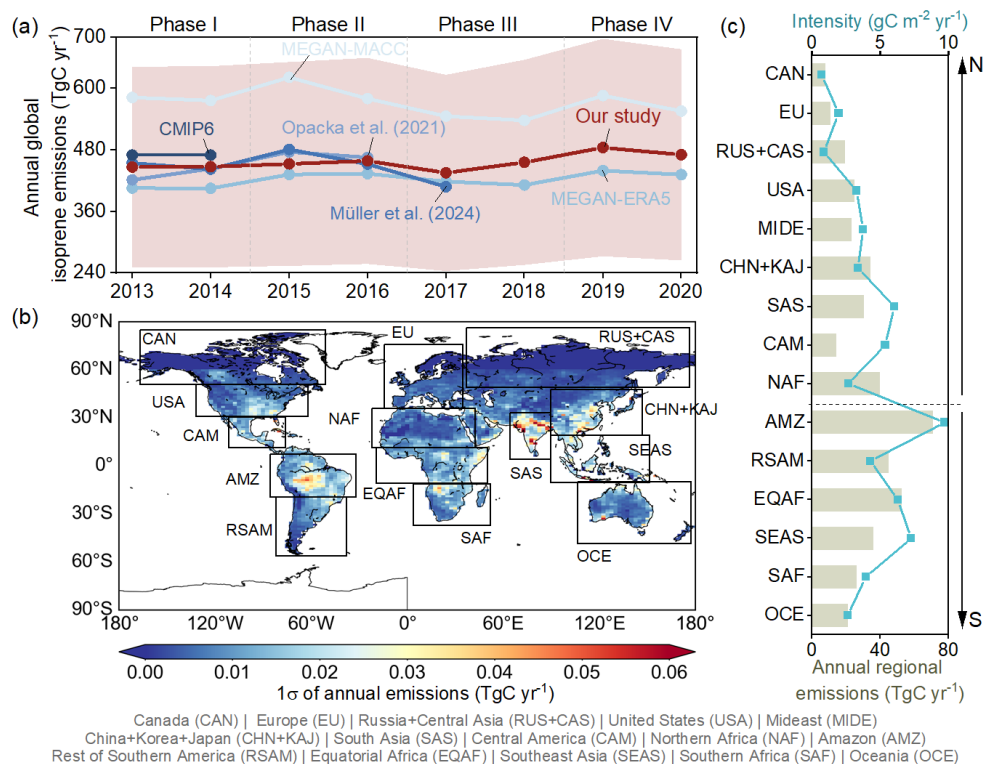 (a)
Phase I
Phase II
Phase III
Phase IV
Annual global
isoprene emissions (TgC yr⁻¹)
700
600
480
360
240
MEGAN-MACC
CMIP6
Opacka et al. (2021)
Our study
Müller et al. (2024)
MEGAN-ERA5
2013 2014 2015 2016 2017 2018 2019 2020
(b)
90°N
60°N
30°N
0°
30°S
60°S
90°S
CAN
EU
RUS+CAS
USA
NAF
CHN+KAJ
CAM
SEAS
SAS
AMZ
EQAF
RSAM
SAF
OCE
180° 120°W 60°W 0° 60°E 120°E 180°
0.00 0.01 0.02 0.03 0.04 0.05 0.06
1σ of annual emissions (TgC yr⁻¹)
(c)
Intensity (gC m⁻² yr⁻¹)
0 5 10
N
CAN
EU
RUS+CAS
USA
MIDE
CHN+KAJ
SAS
CAM
NAF
AMZ
RSAM
EQAF
SEAS
SAF
OCE
S
0 40 80
Annual regional
emissions (TgC yr⁻¹)
Canada (CAN) | Europe (EU) | Russia+Central Asia (RUS+CAS) | United States (USA) | Mideast (MIDE)
China+Korea+Japan (CHN+KAJ) | South Asia (SAS) | Central America (CAM) | Northern Africa (NAF) | Amazon (AMZ)
Rest of Southern America (RSAM) | Equatorial Africa (EQAF) | Southeast Asia (SEAS) | Southern Africa (SAF) | Oceania (OCE)